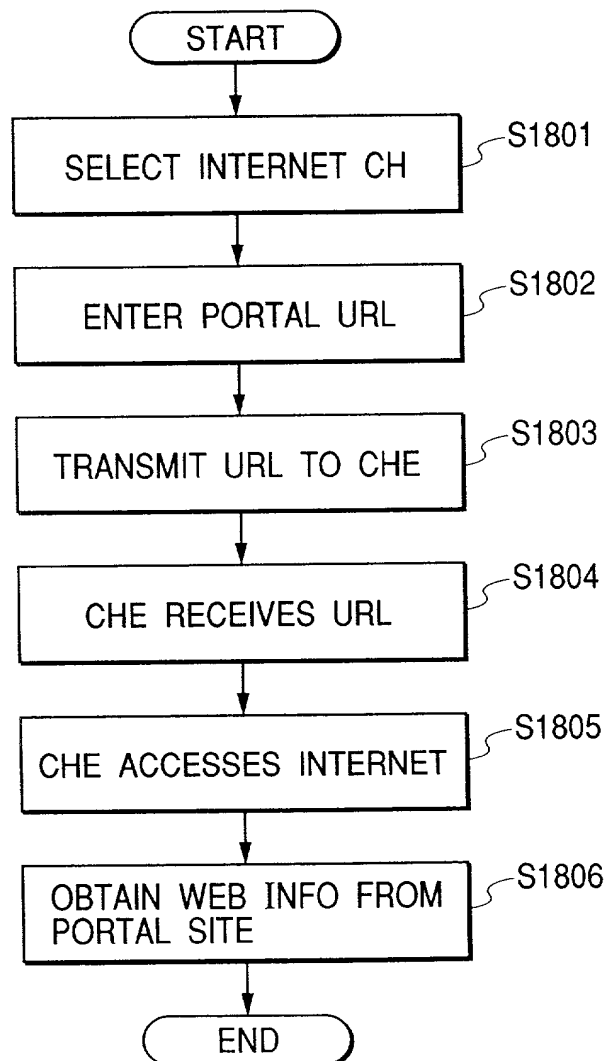 START
SELECT INTERNET CH
S1801
ENTER PORTAL URL
S1802
TRANSMIT URL TO CHE
S1803
CHE RECEIVES URL
S1804
CHE ACCESSES INTERNET
S1805
OBTAIN WEB INFO FROM
PORTAL SITE
S1806
END